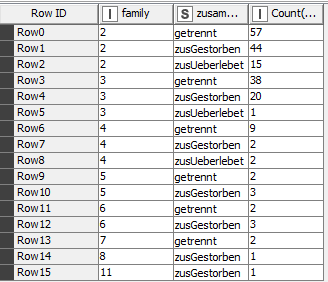 Row ID I family S zusam... I Count(...
Row0 2 getrennt 57
Row1 2 zusGestorben 44
Row2 2 zusUeberlebet 15
Row3 3 getrennt 38
Row4 3 zusGestorben 20
Row5 3 zusUeberlebet 1
Row6 4 getrennt 9
Row7 4 zusGestorben 2
Row8 4 zusUeberlebet 2
Row9 5 getrennt 2
Row10 5 zusGestorben 3
Row11 6 getrennt 2
Row12 6 zusGestorben 3
Row13 7 getrennt 2
Row14 8 zusGestorben 1
Row15 11 zusGestorben 1